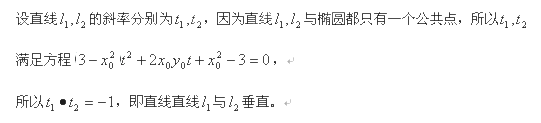 设直线l₁,l₂的斜率分别为t₁,t₂，因为直线l₁,l₂与椭圆都只有一个公共点，所以t₁,t₂
满足方程(3-x₀²)t²+2x₀y₀t+x₀²-3=0，
所以t₁•t₂=-1，即直线直线l₁与l₂垂直。